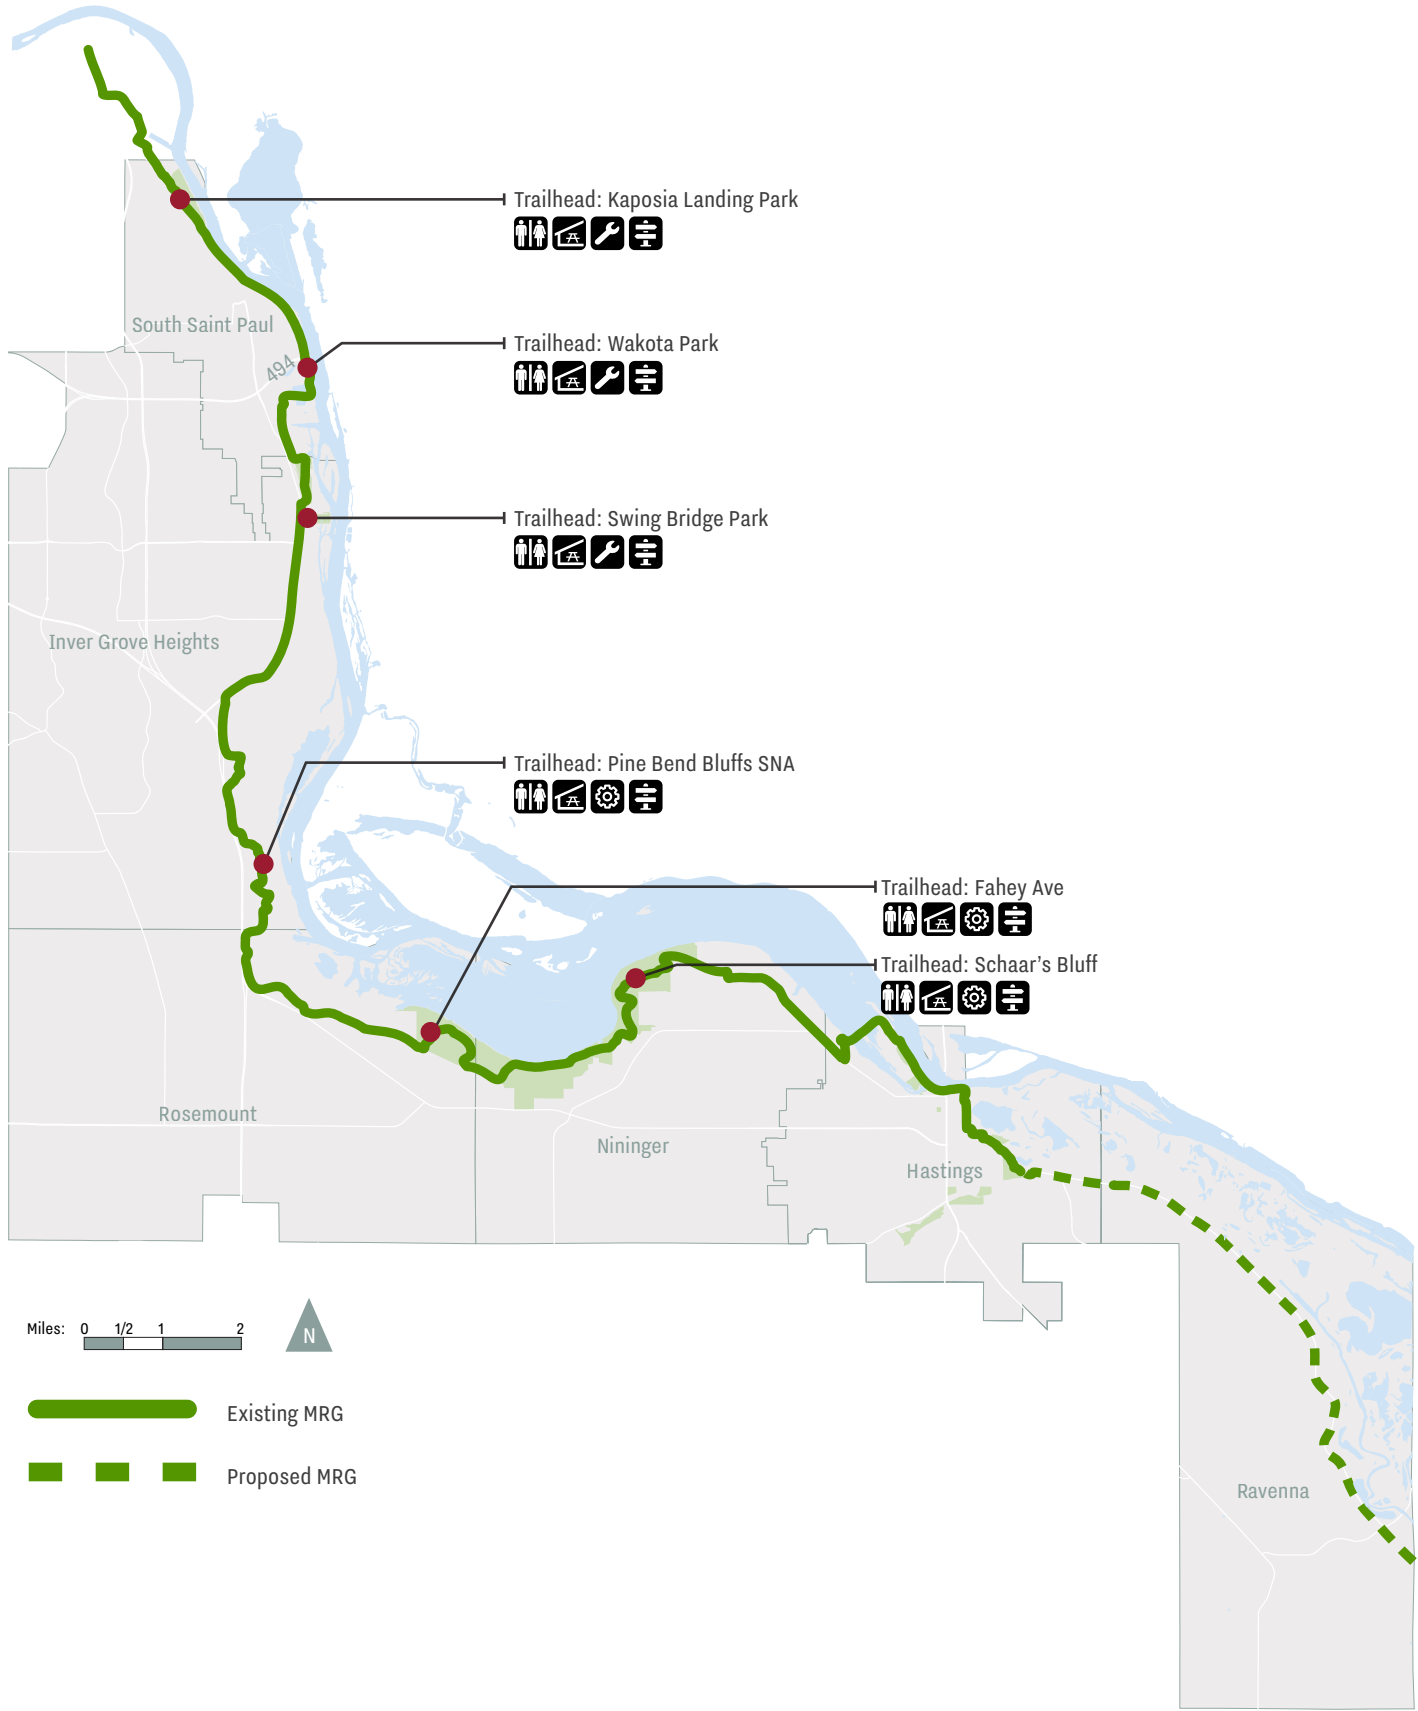 Trailhead: Kaposia Landing Park
South Saint Paul
Trailhead: Wakota Park
494
Trailhead: Swing Bridge Park
Inver Grove Heights
Trailhead: Pine Bend Bluffs SNA
Trailhead: Fahey Ave
Trailhead: Schaar's Bluff
Rosemount
Nininger
Hastings
Miles: 0 1/2 1 2
N
Existing MRG
Proposed MRG
Ravenna